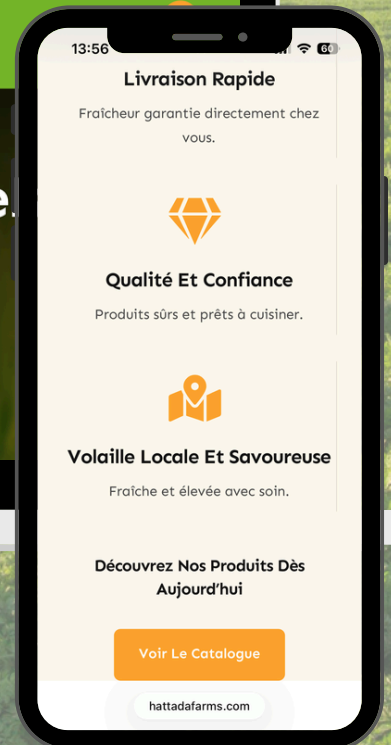 13:56
60
Livraison Rapide
Fraîcheur garantie directement chez
vous.
Qualité Et Confiance
Produits sûrs et prêts à cuisiner.
Volaille Locale Et Savoureuse
Fraîche et élevée avec soin.
Découvrez Nos Produits Dès
Aujourd'hui
Voir Le Catalogue
hattadafarms.com